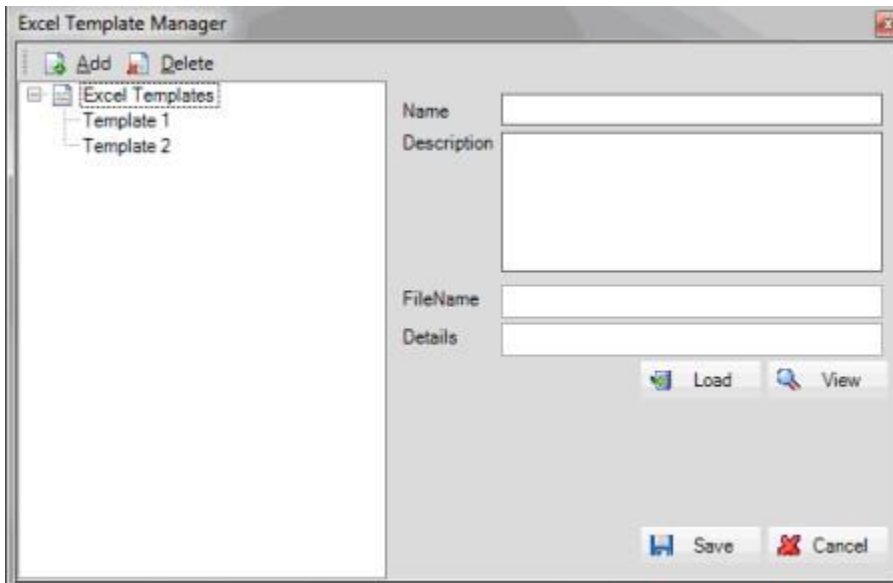 Excel Template Manager
Add Delete
Excel Templates
Template 1
Template 2
Name
Description
FileName
Details
Load View
Save Cancel